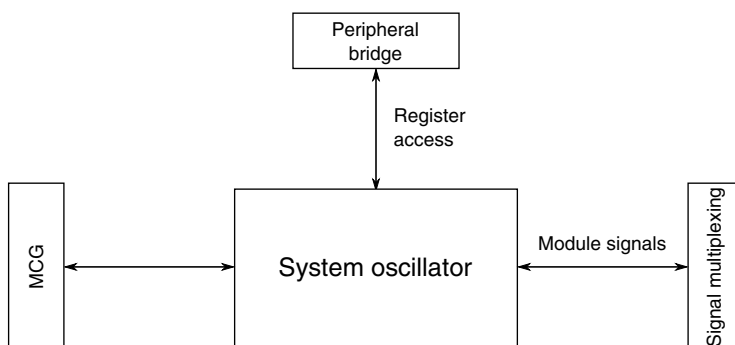 Peripheral
bridge
Register
access
MCG
System oscillator
Module signals
Signal multiplexing